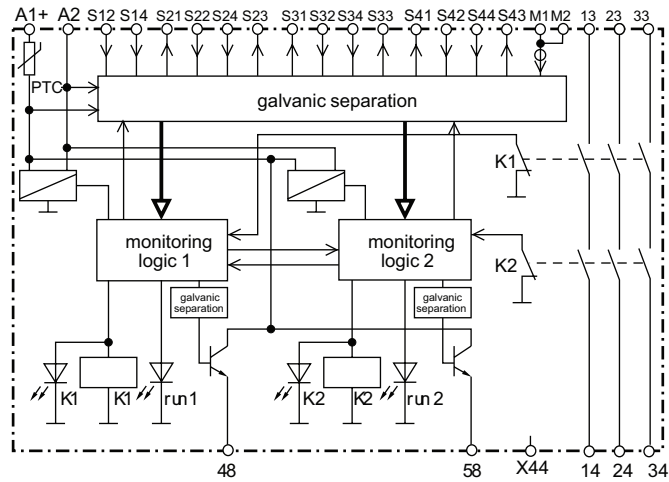 A1+ A2 S12 S14 S21 S22 S24 S23 S31 S32 S34 S33 S41 S42 S44 S43 M1 M2 13 23 33
PTC
galvanic separation
K1
monitoring
logic 1
monitoring
logic 2
K2
galvanic
separation
galvanic
separation
K1 K1 run1 K2 K2 run 2
48 58 X44 14 24 34